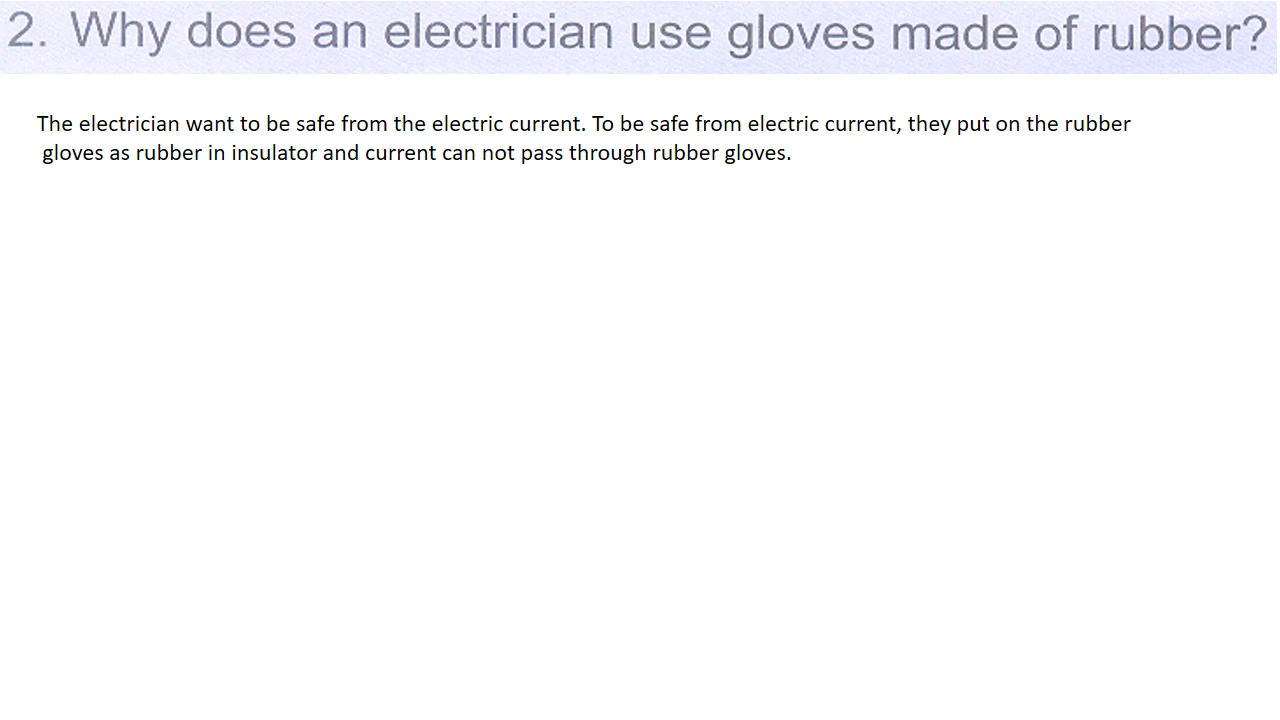 2. Why does an electrician use gloves made of rubber?
The electrician want to be safe from the electric current. To be safe from electric current, they put on the rubber
gloves as rubber in insulator and current can not pass through rubber gloves.